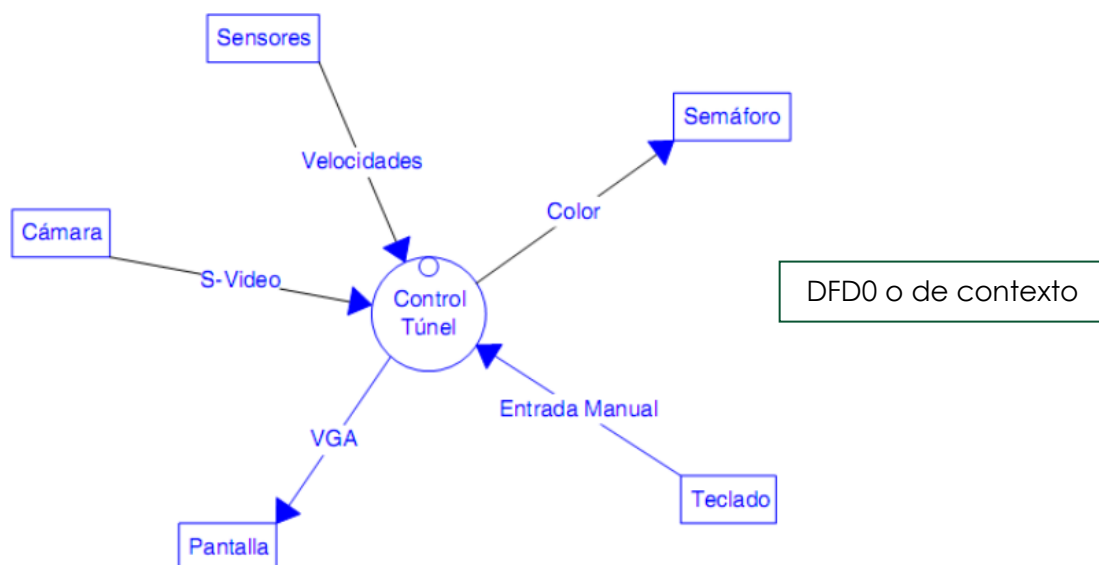 Sensores
Semáforo
Velocidades
Color
Cámara
S-Video
Control
Túnel
DFD0 o de contexto
Entrada Manual
VGA
Teclado
Pantalla